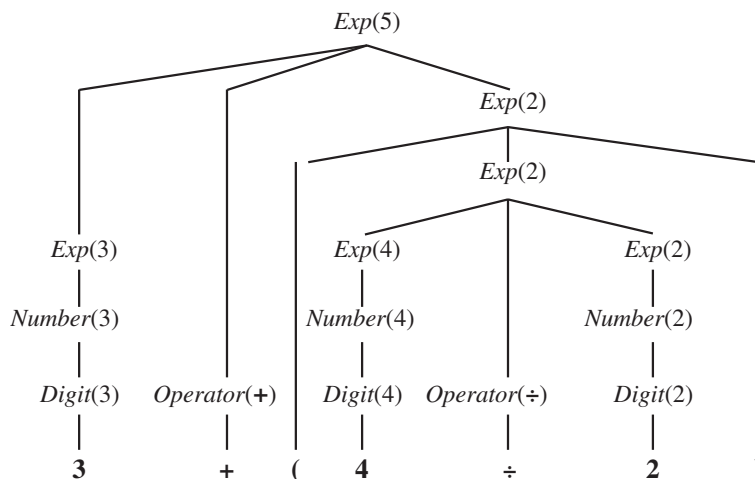 Exp(5)
Exp(2)
Exp(2)
Exp(3) Exp(4) Exp(2)
Number(3) Number(4) Number(2)
Digit(3) Operator(+) Digit(4) Operator(÷) Digit(2)
3 + ( 4 ÷ 2